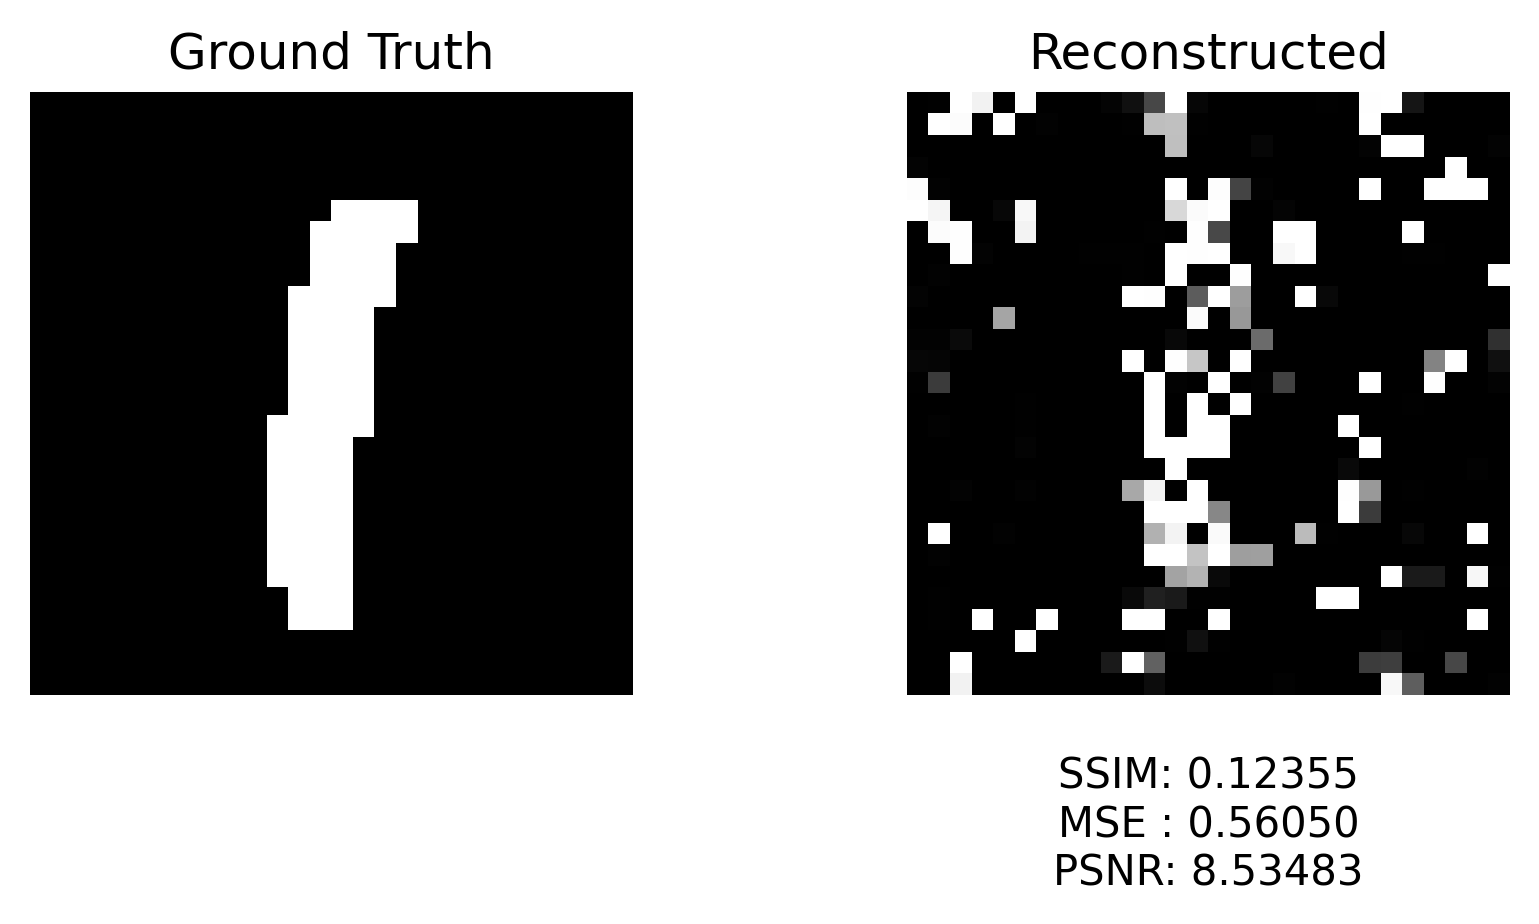 Ground Truth
Reconstructed
SSIM: 0.12355
MSE : 0.56050
PSNR: 8.53483